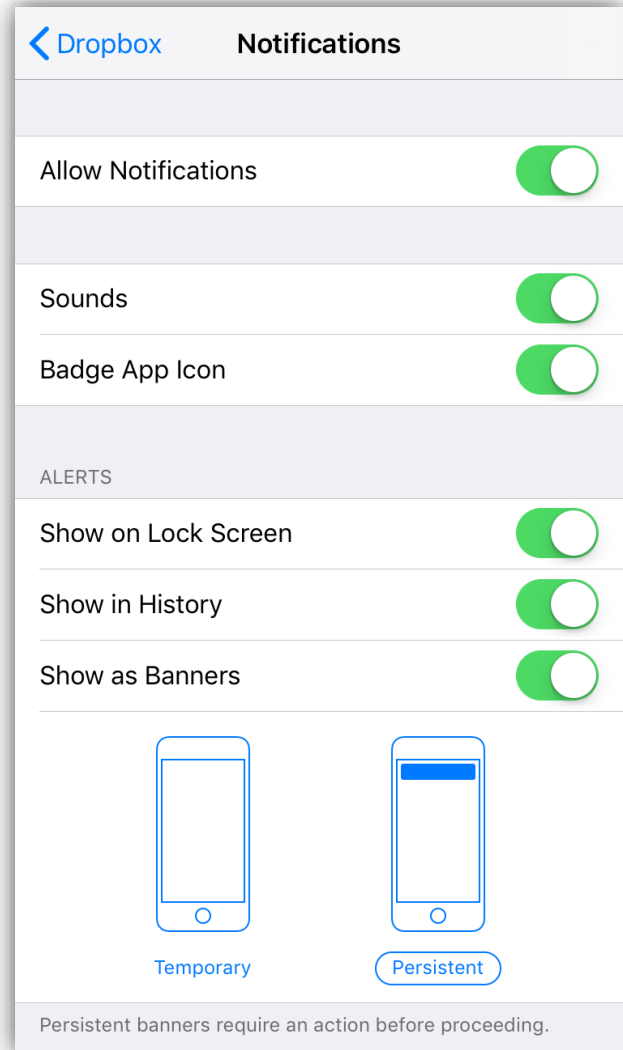 Dropbox Notifications
Allow Notifications
Sounds
Badge App Icon
ALERTS
Show on Lock Screen
Show in History
Show as Banners
Temporary Persistent
Persistent banners require an action before proceeding.